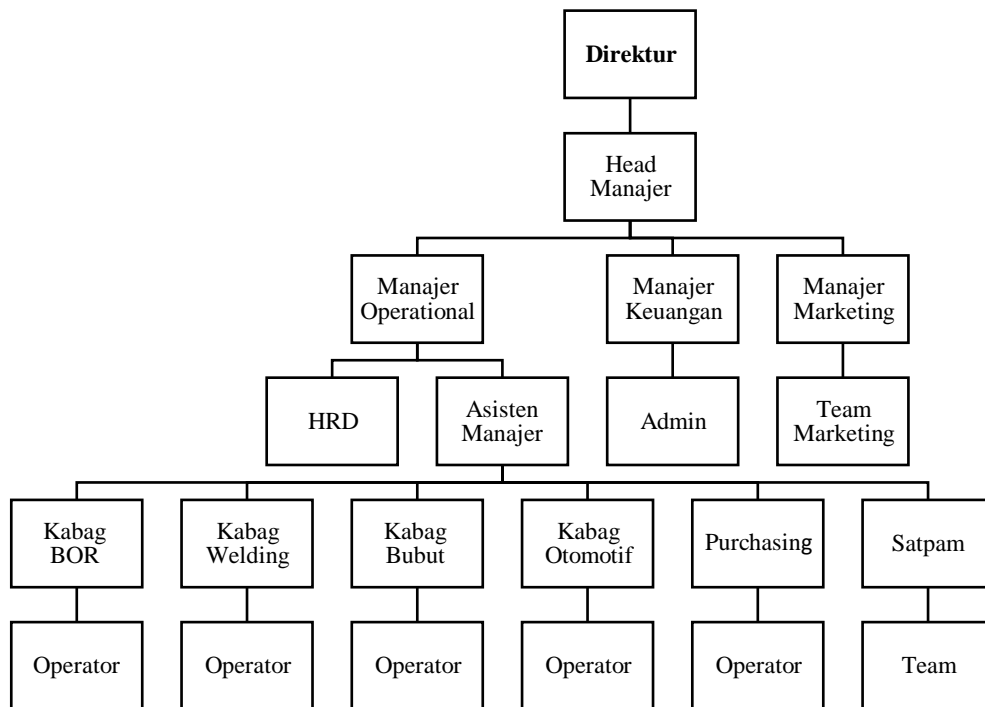 Direktur
Head
Manajer
Manajer
Operational
Manajer
Keuangan
Manajer
Marketing
HRD
Asisten
Manajer
Admin
Team
Marketing
Kabag
BOR
Kabag
Welding
Kabag
Bubut
Kabag
Otomotif
Purchasing
Satpam
Operator
Operator
Operator
Operator
Operator
Team